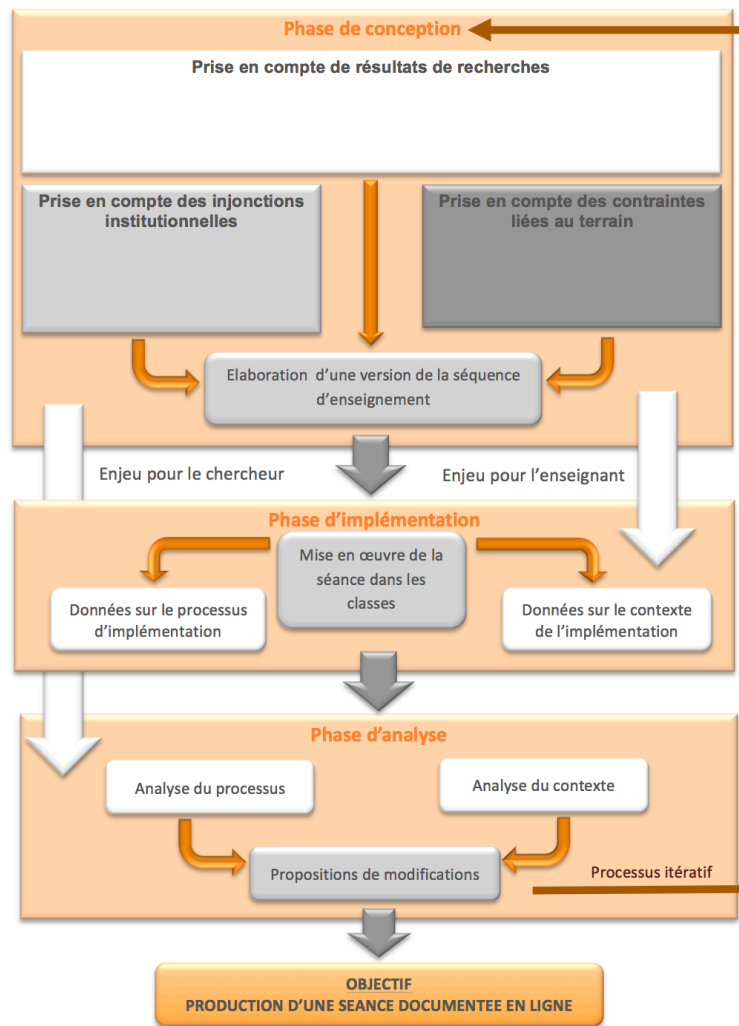 Phase de conception
Prise en compte de résultats de recherches
Prise en compte des injonctions
institutionnelles
Prise en compte des contraintes
liées au terrain
Elaboration d'une version de la séquence
d'enseignement
Enjeu pour le chercheur
Enjeu pour l'enseignant
Phase d'implémentation
Mise en œuvre de la
séance dans les
classes
Données sur le processus
d'implémentation
Données sur le contexte
de l'implémentation
Phase d'analyse
Analyse du processus
Analyse du contexte
Propositions de modifications
Processus itératif
OBJECTIF
PRODUCTION D'UNE SEANCE DOCUMENTEE EN LIGNE